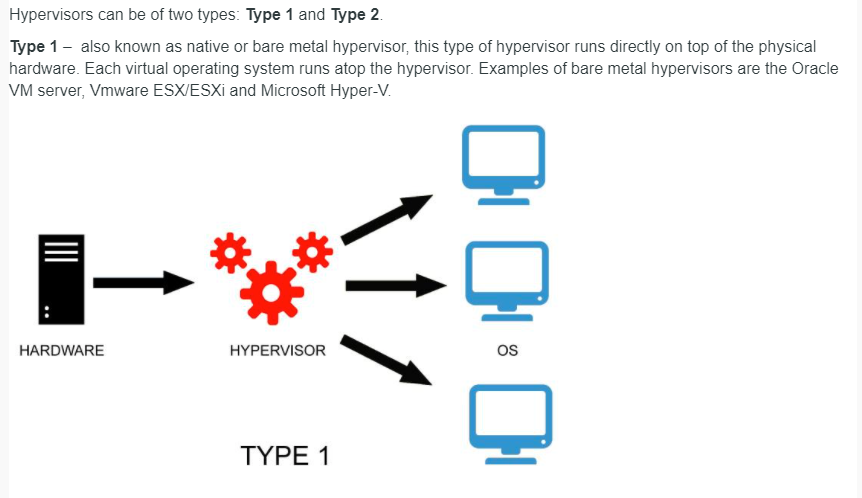 Hypervisors can be of two types: Type 1 and Type 2.
Type 1 – also known as native or bare metal hypervisor, this type of hypervisor runs directly on top of the physical
hardware. Each virtual operating system runs atop the hypervisor. Examples of bare metal hypervisors are the Oracle
VM server, Vmware ESX/ESXi and Microsoft Hyper-V.
HARDWARE
HYPERVISOR
OS
TYPE 1